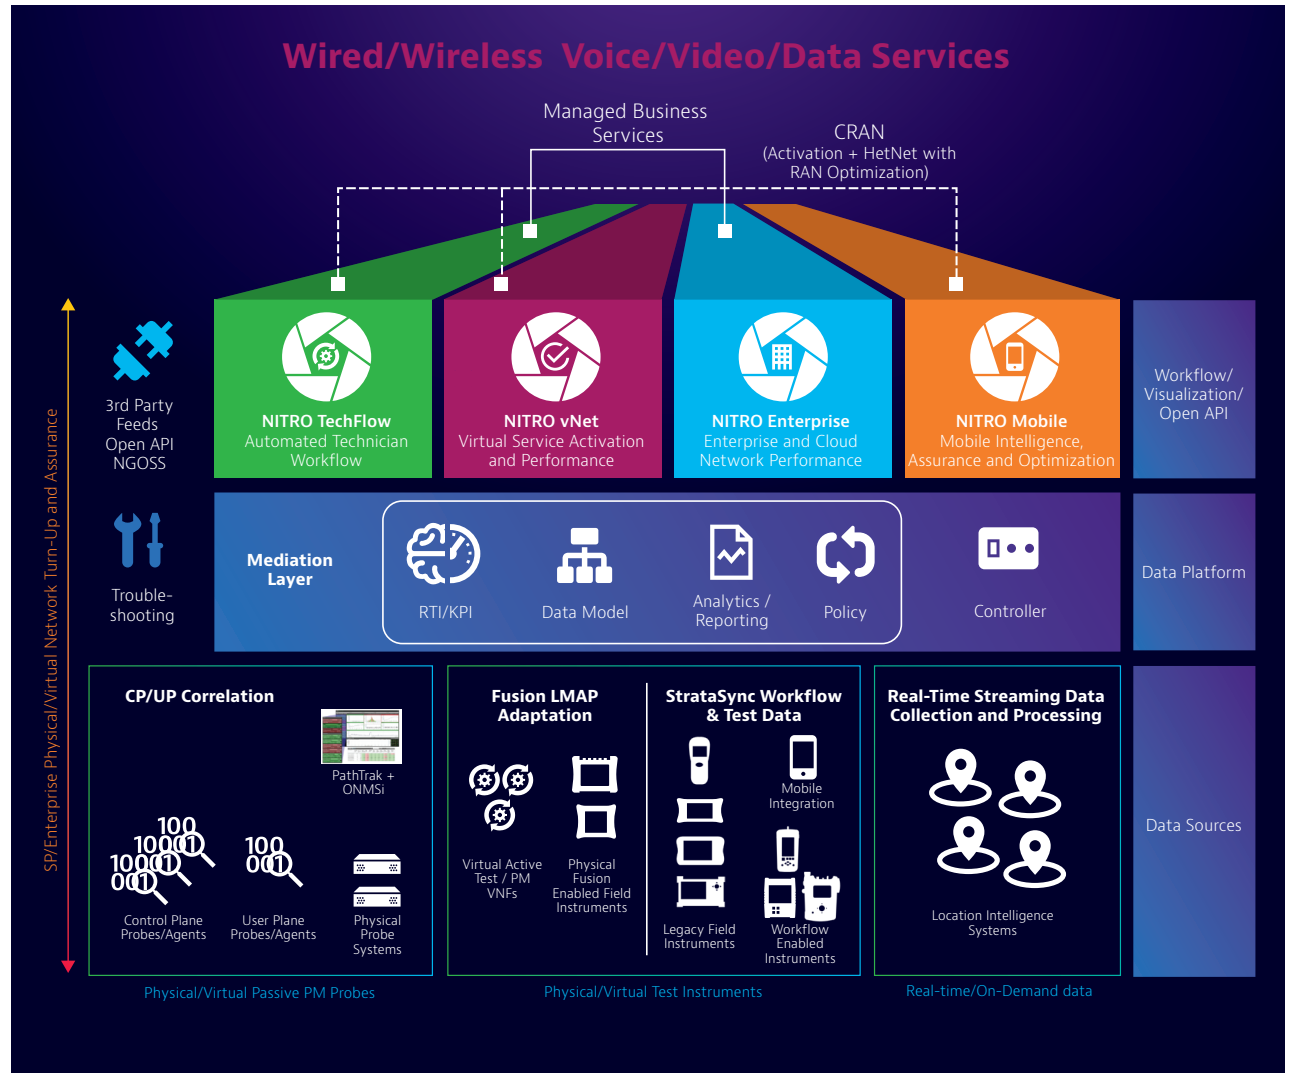 Wired/Wireless Voice/Video/Data Services
Managed Business
Services
CRAN
(Activation + HetNet with
RAN Optimization)
SP/Enterprise Physical/Virtual Network Turn-Up and Assurance
3rd Party
Feeds
Open API
NGOSS
NITRO TechFlow
Automated Technician
Workflow
NITRO vNet
Virtual Service Activation
and Performance
NITRO Enterprise
Enterprise and Cloud
Network Performance
NITRO Mobile
Mobile Intelligence,
Assurance and Optimization
Workflow/
Visualization/
Open API
Trouble-
shooting
Mediation
Layer
RTI/KPI
Data Model
Analytics /
Reporting
Policy
Controller
Data Platform
CP/UP Correlation
PathTrak +
ONMSi
100
10001
10001
001
Control Plane
Probes/Agents
100
001
User Plane
Probes/Agents
Physical
Probe
Systems
Physical/Virtual Passive PM Probes
Fusion LMAP
Adaptation
Virtual Active
Test / PM
VNFs
Physical
Fusion
Enabled Field
Instruments
StrataSync Workflow
& Test Data
Mobile
Integration
Legacy Field
Instruments
Workflow
Enabled
Instruments
Physical/Virtual Test Instruments
Real-Time Streaming Data
Collection and Processing
Location Intelligence
Systems
Real-time/On-Demand data
Data Sources